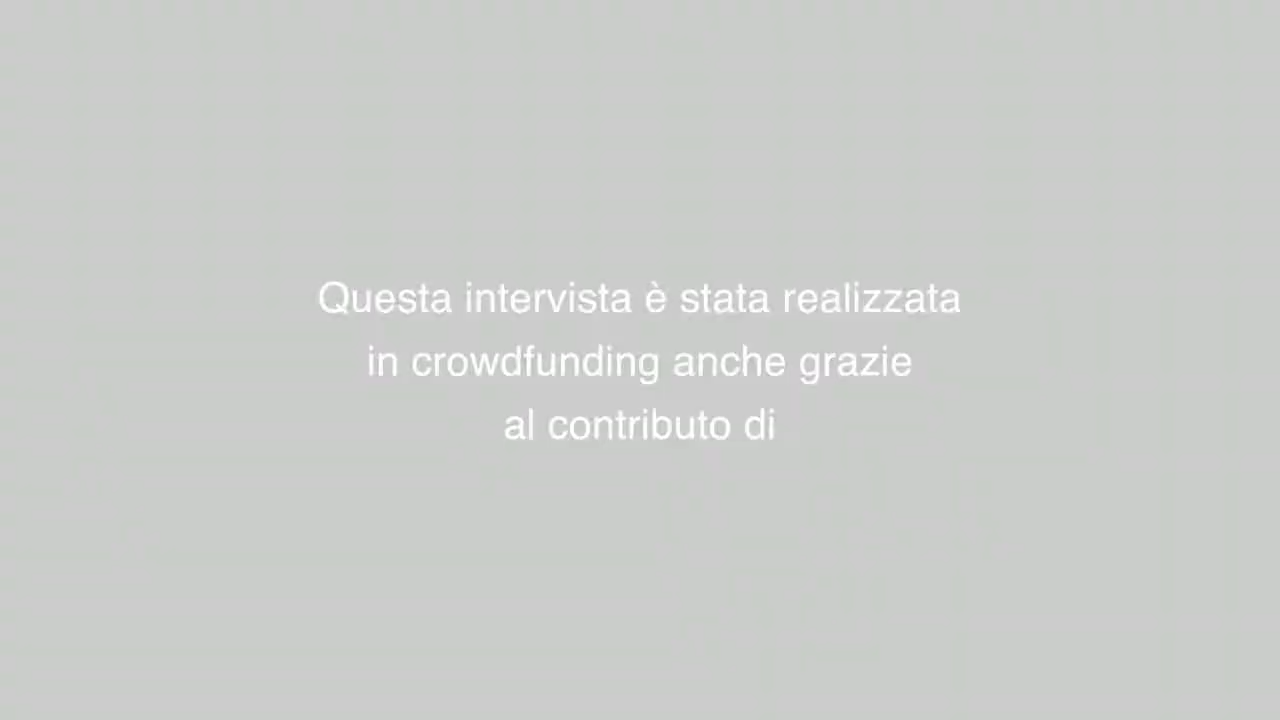 Questa intervista è stata realizzata
in crowdfunding anche grazie
al contributo di